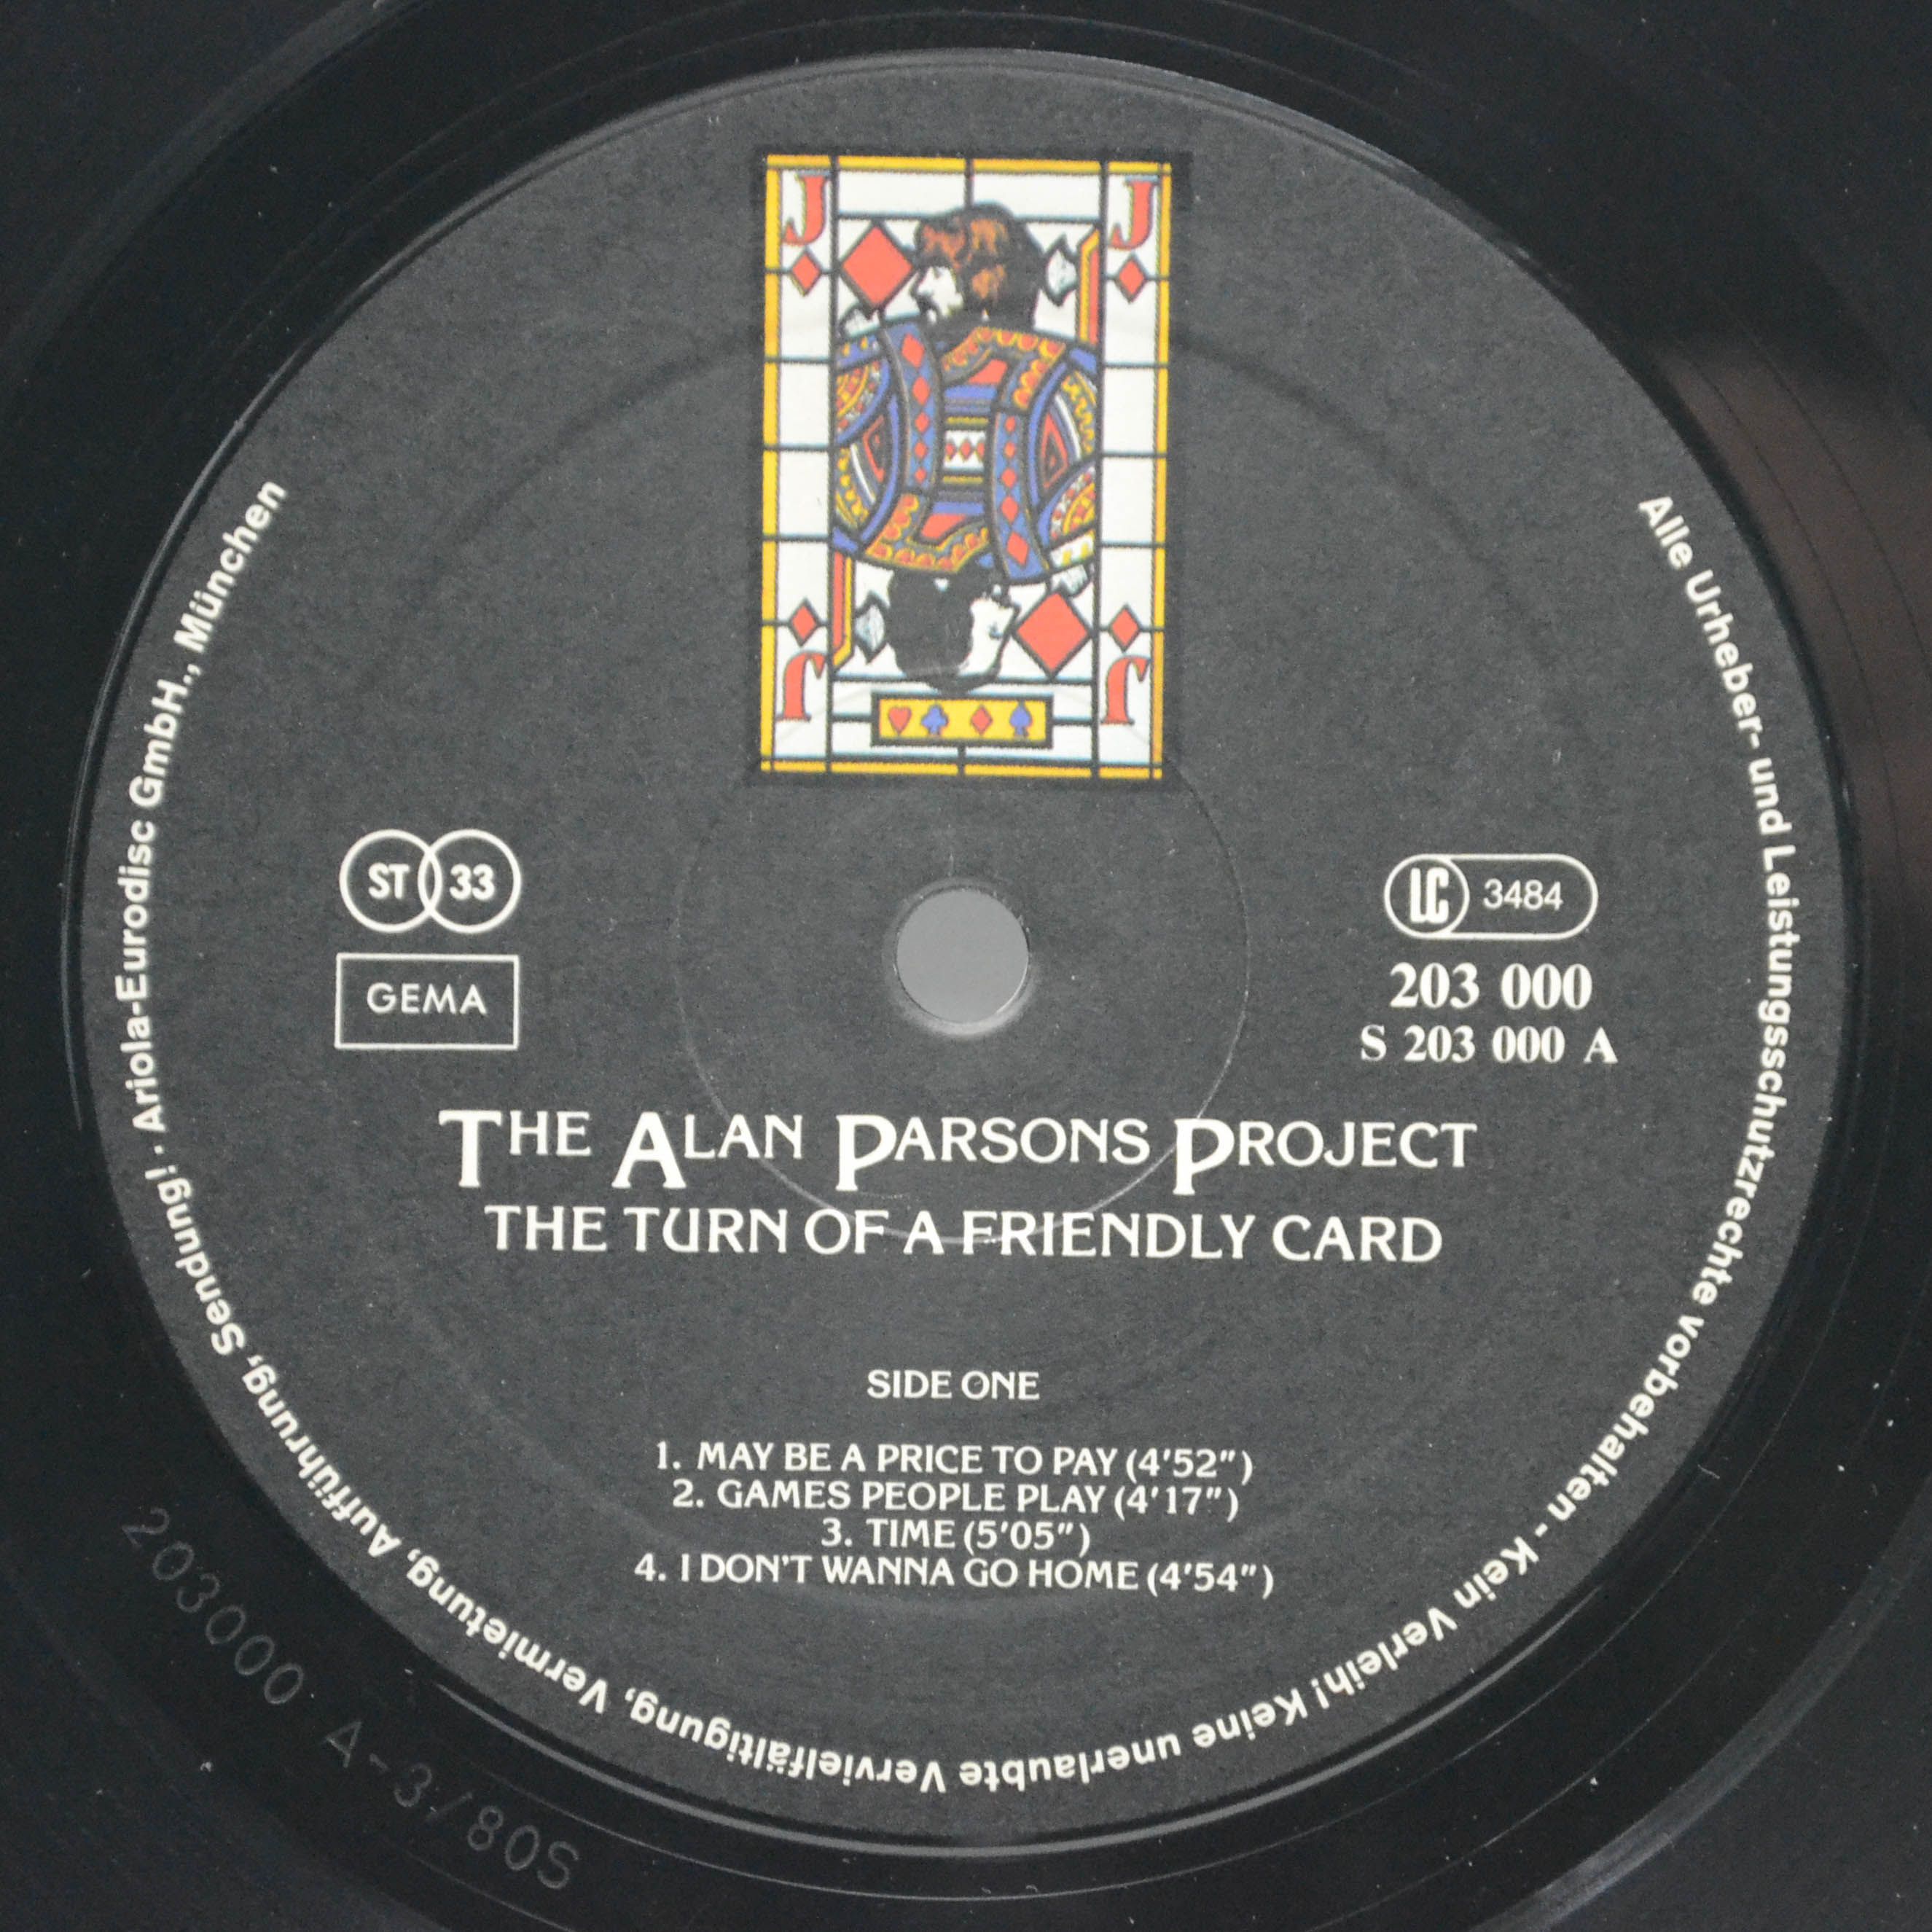 J J
J J
ST 33
GEMA
LC 3484
203 000
S 203 000 A
THE ALAN PARSONS PROJECT
THE TURN OF A FRIENDLY CARD
SIDE ONE
1. MAY BE A PRICE TO PAY (4'52")
2. GAMES PEOPLE PLAY (4'17")
3. TIME (5'05")
4. I DON'T WANNA GO HOME (4'54")
Alle Urheber- und Leistungsschutzrechte vorbehalten - Kein Verleih! Keine unerlaubte Vervielfältigung, Vermietung, Aufführung, Sendung! · Ariola-Eurodisc GmbH., München
203000 A-3/80S